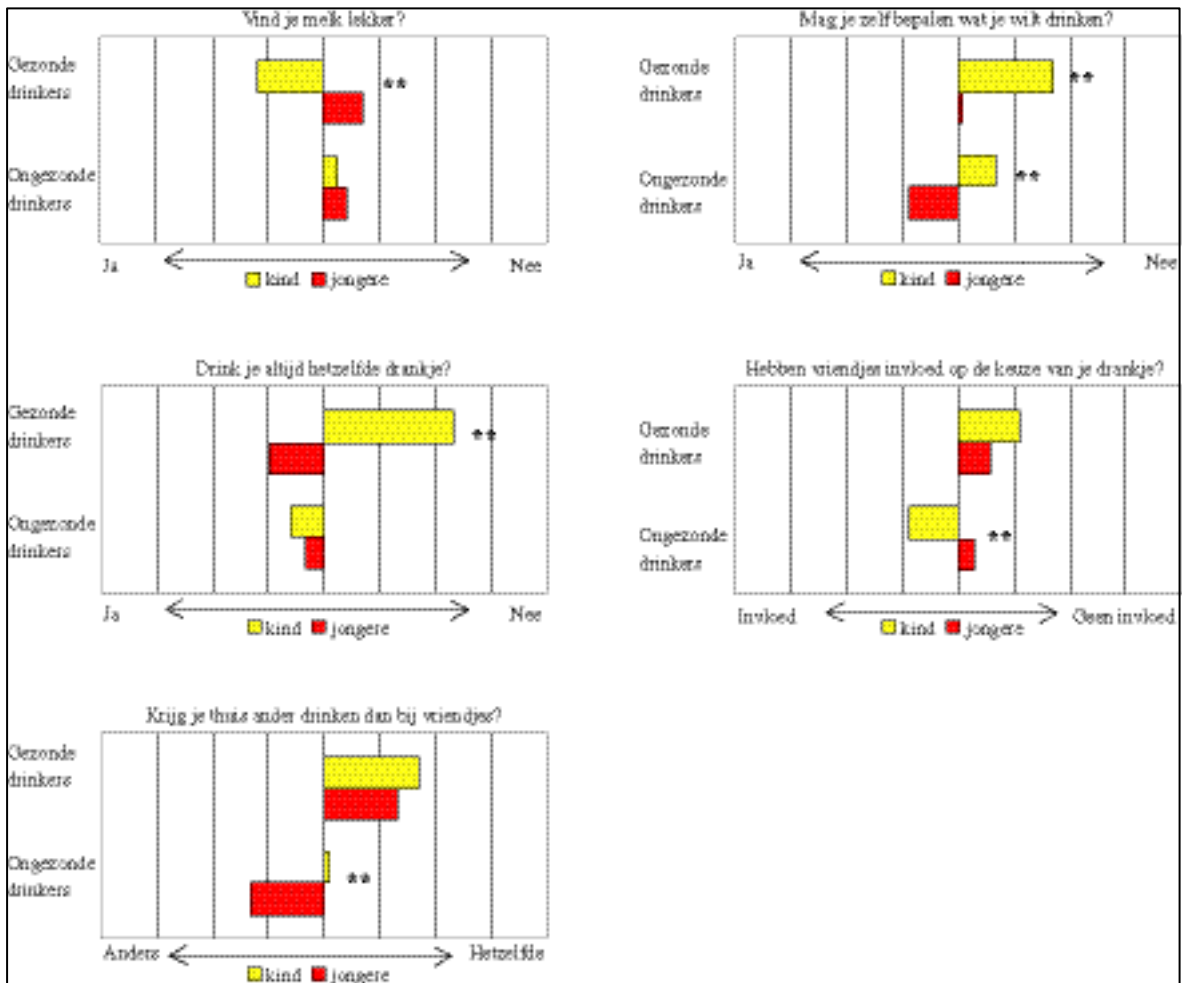 Vind je melk lekker?
Gezonde
drinkers
**
Ongezonde
drinkers
Ja
Nee
kind jongere
Mag je zelf bepalen wat je wilt drinken?
Gezonde
drinkers
**
Ongezonde
drinkers
**
Ja
Nee
kind jongere
Drink je altijd hetzelfde drankje?
Gezonde
drinkers
**
Ongezonde
drinkers
Ja
Nee
kind jongere
Hebben vriendjes invloed op de keuze van je drankje?
Gezonde
drinkers
Ongezonde
drinkers
**
Invloed
Geen invloed
kind jongere
Krijg je thuis ander drinken dan bij vriendjes?
Gezonde
drinkers
Ongezonde
drinkers
**
Anders
Hetzelfde
kind jongere